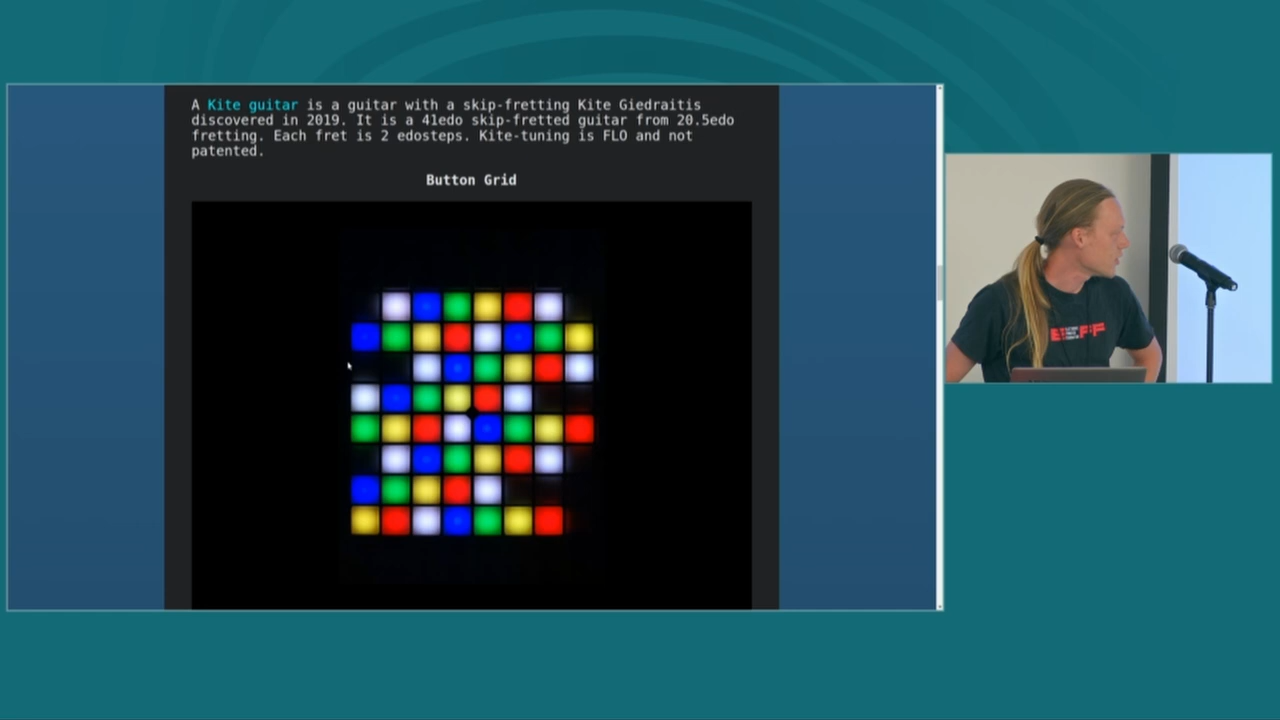 A Kite guitar is a guitar with a skip-fretting Kite Giedraitis
discovered in 2019. It is a 41edo skip-fretted guitar from 20.5edo
fretting. Each fret is 2 edosteps. Kite-tuning is FLO and not
patented.
Button Grid
EFF